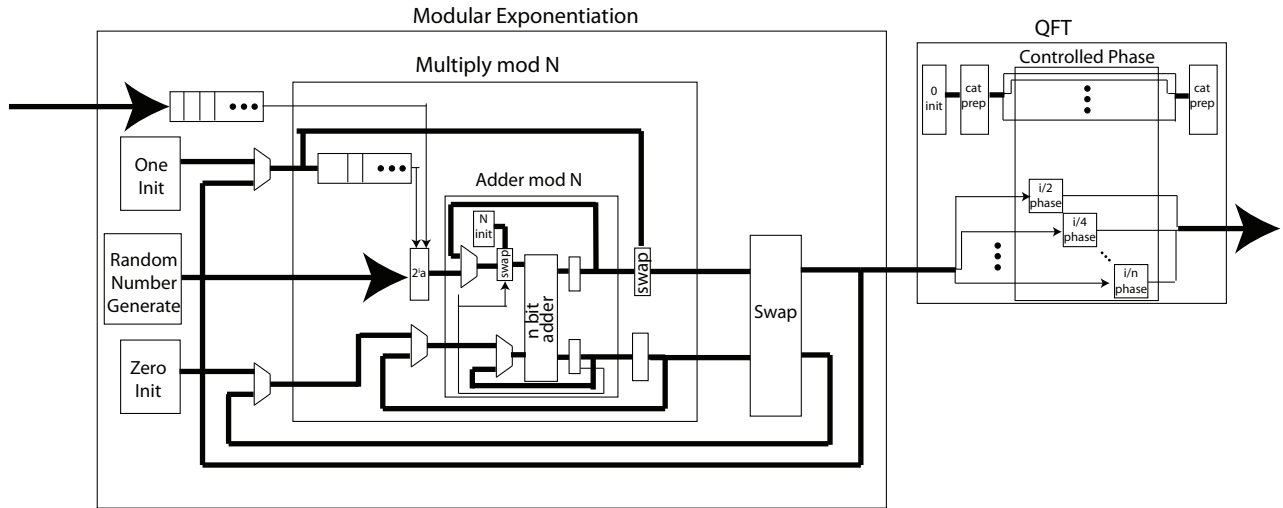 Modular Exponentiation
QFT
Multiply mod N
Controlled Phase
0
init
cat
prep
cat
prep
One
Init
Adder mod N
N
init
Random
Number
Generate
2ⁱa
swap
n bit
adder
swap
Swap
Zero
Init
i/2
phase
i/4
phase
i/n
phase